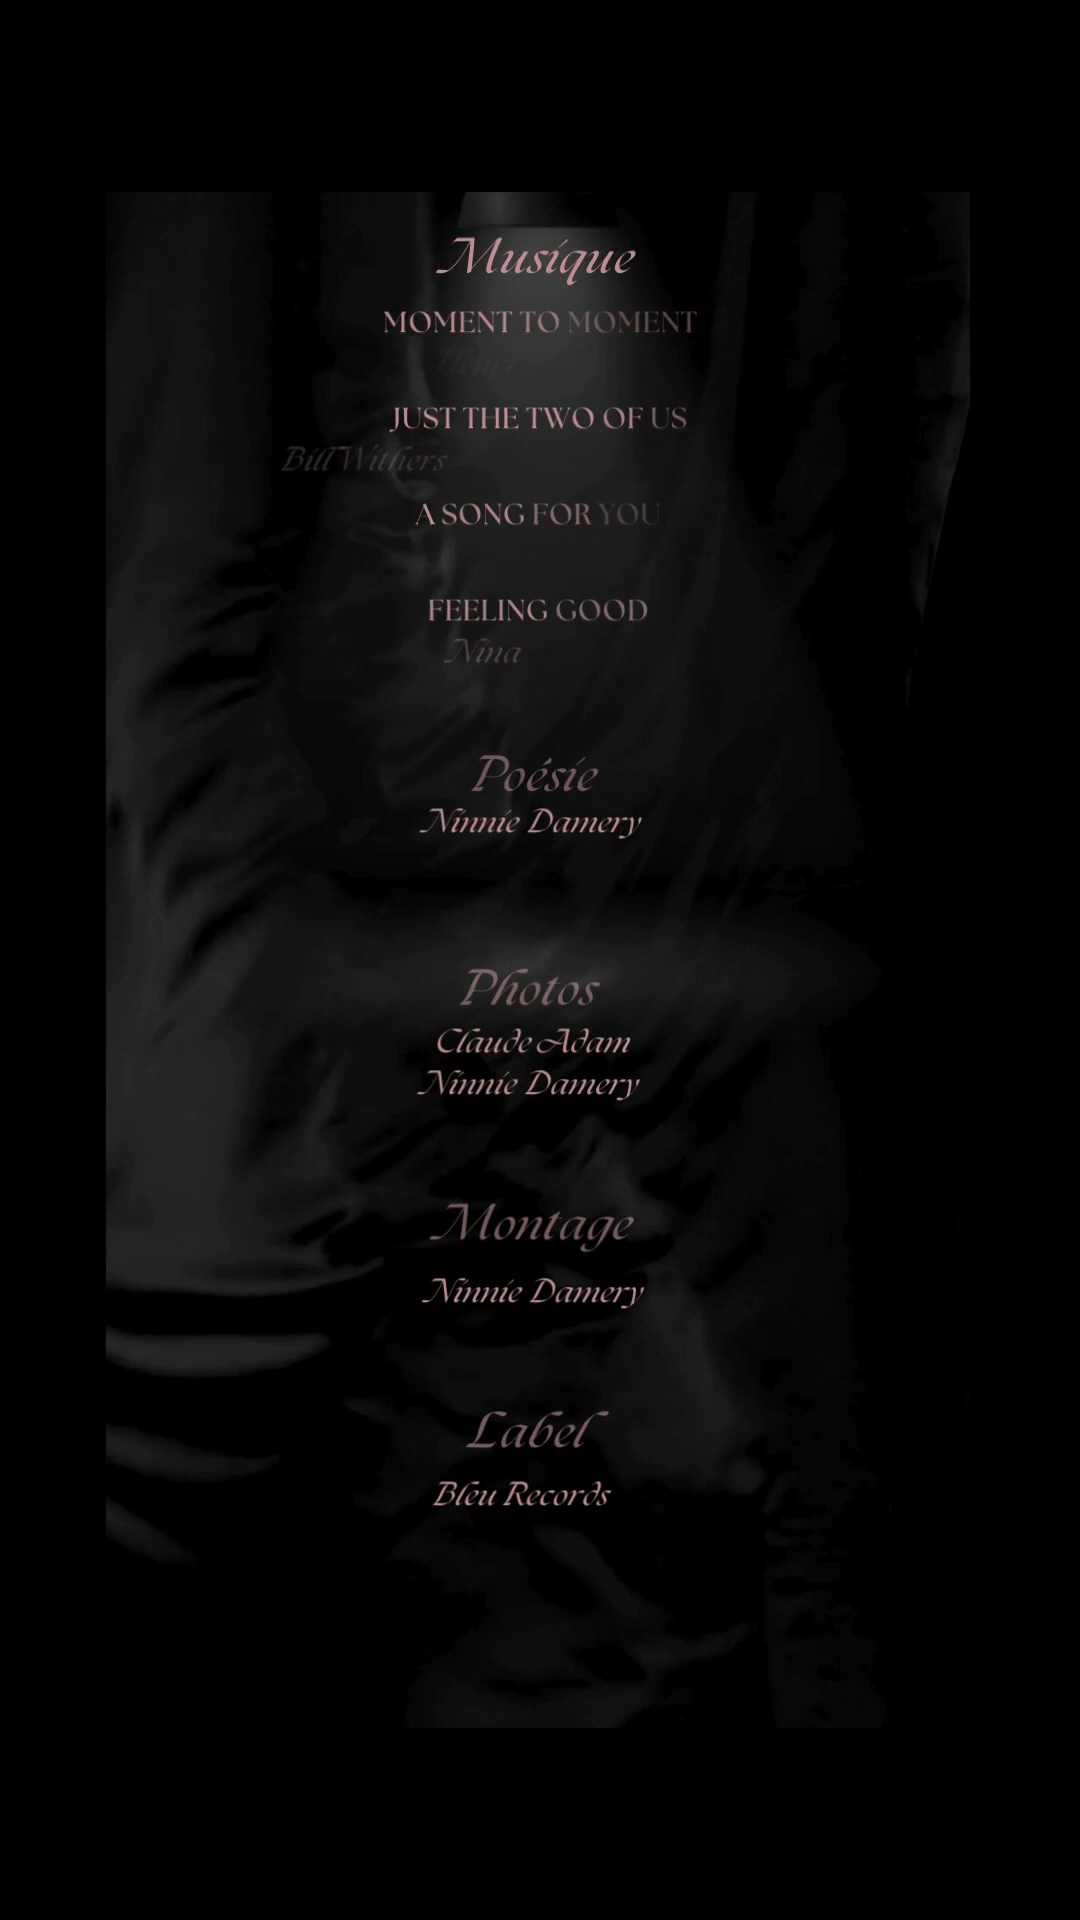 Musique
MOMENT TO MOMENT
Henri
JUST THE TWO OF US
Bill Withers
A SONG FOR YOU
FEELING GOOD
Nina
Poésie
Ninnie Damery
Photos
Claude Adam
Ninnie Damery
Montage
Ninnie Damery
Label
Bleu Records